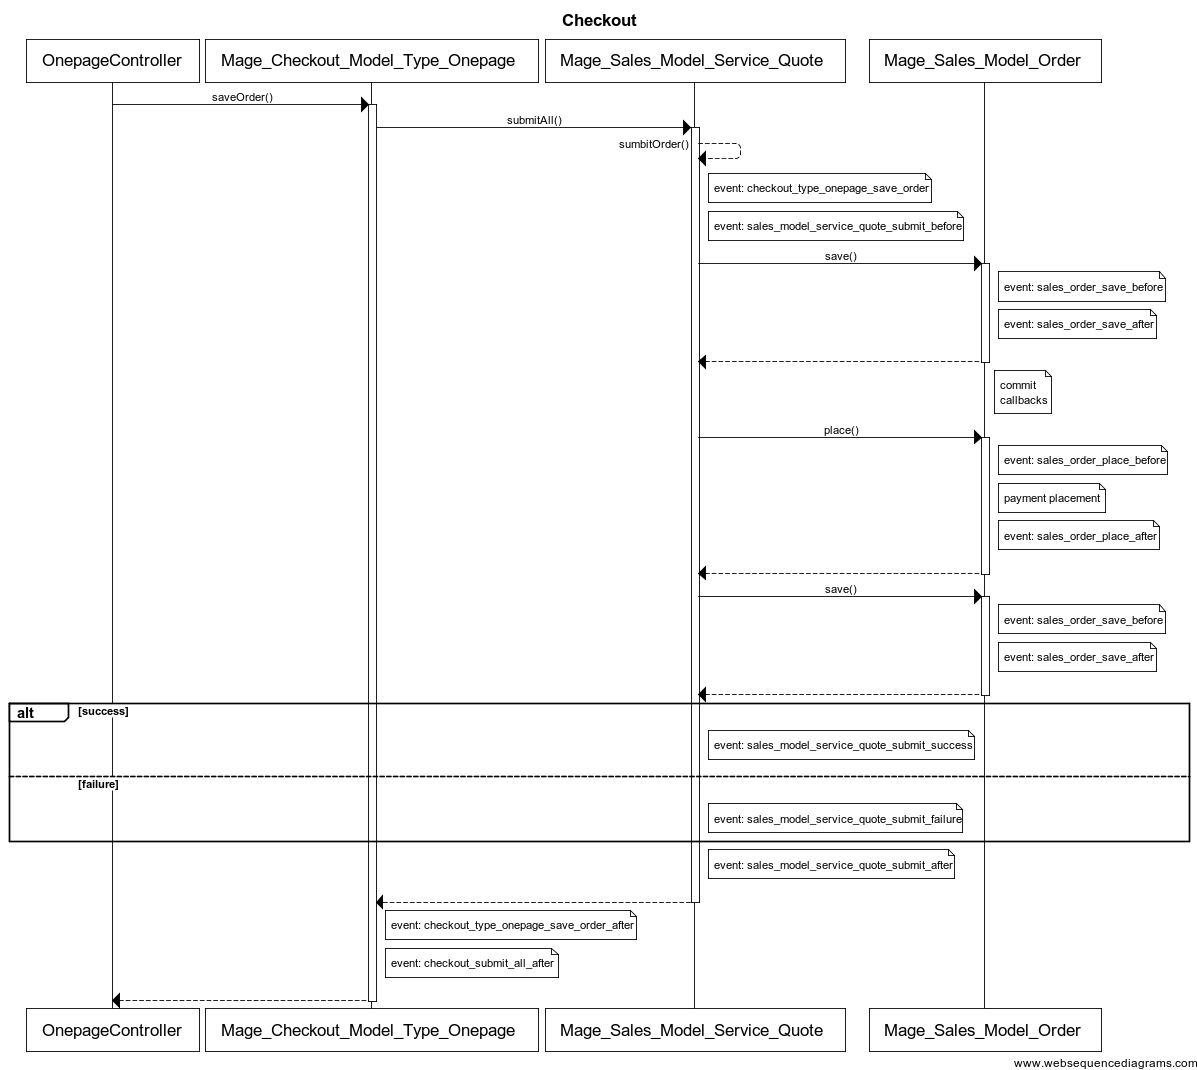 Checkout
OnepageController
Mage_Checkout_Model_Type_Onepage
Mage_Sales_Model_Service_Quote
Mage_Sales_Model_Order
saveOrder()
submitAll()
sumbitOrder()
event: checkout_type_onepage_save_order
event: sales_model_service_quote_submit_before
save()
event: sales_order_save_before
event: sales_order_save_after
commit
callbacks
place()
event: sales_order_place_before
payment placement
event: sales_order_place_after
save()
event: sales_order_save_before
event: sales_order_save_after
alt
[success]
event: sales_model_service_quote_submit_success
[failure]
event: sales_model_service_quote_submit_failure
event: sales_model_service_quote_submit_after
event: checkout_type_onepage_save_order_after
event: checkout_submit_all_after
OnepageController
Mage_Checkout_Model_Type_Onepage
Mage_Sales_Model_Service_Quote
Mage_Sales_Model_Order
www.websequencediagrams.com